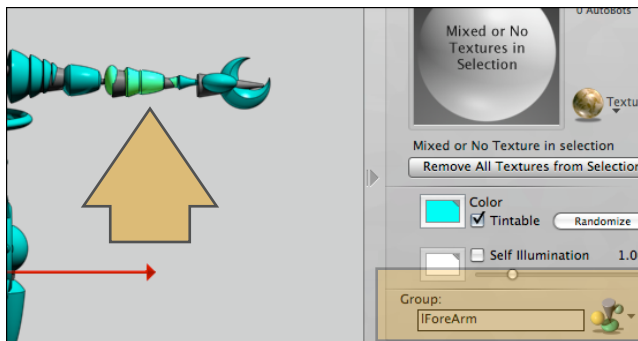 0 AutoBots
Mixed or No
Textures in
Selection
Textu
Mixed or No Texture in selection
Remove All Textures from Selection
Color
Tintable
Randomize
Self Illumination 1.0
Group:
lForeArm